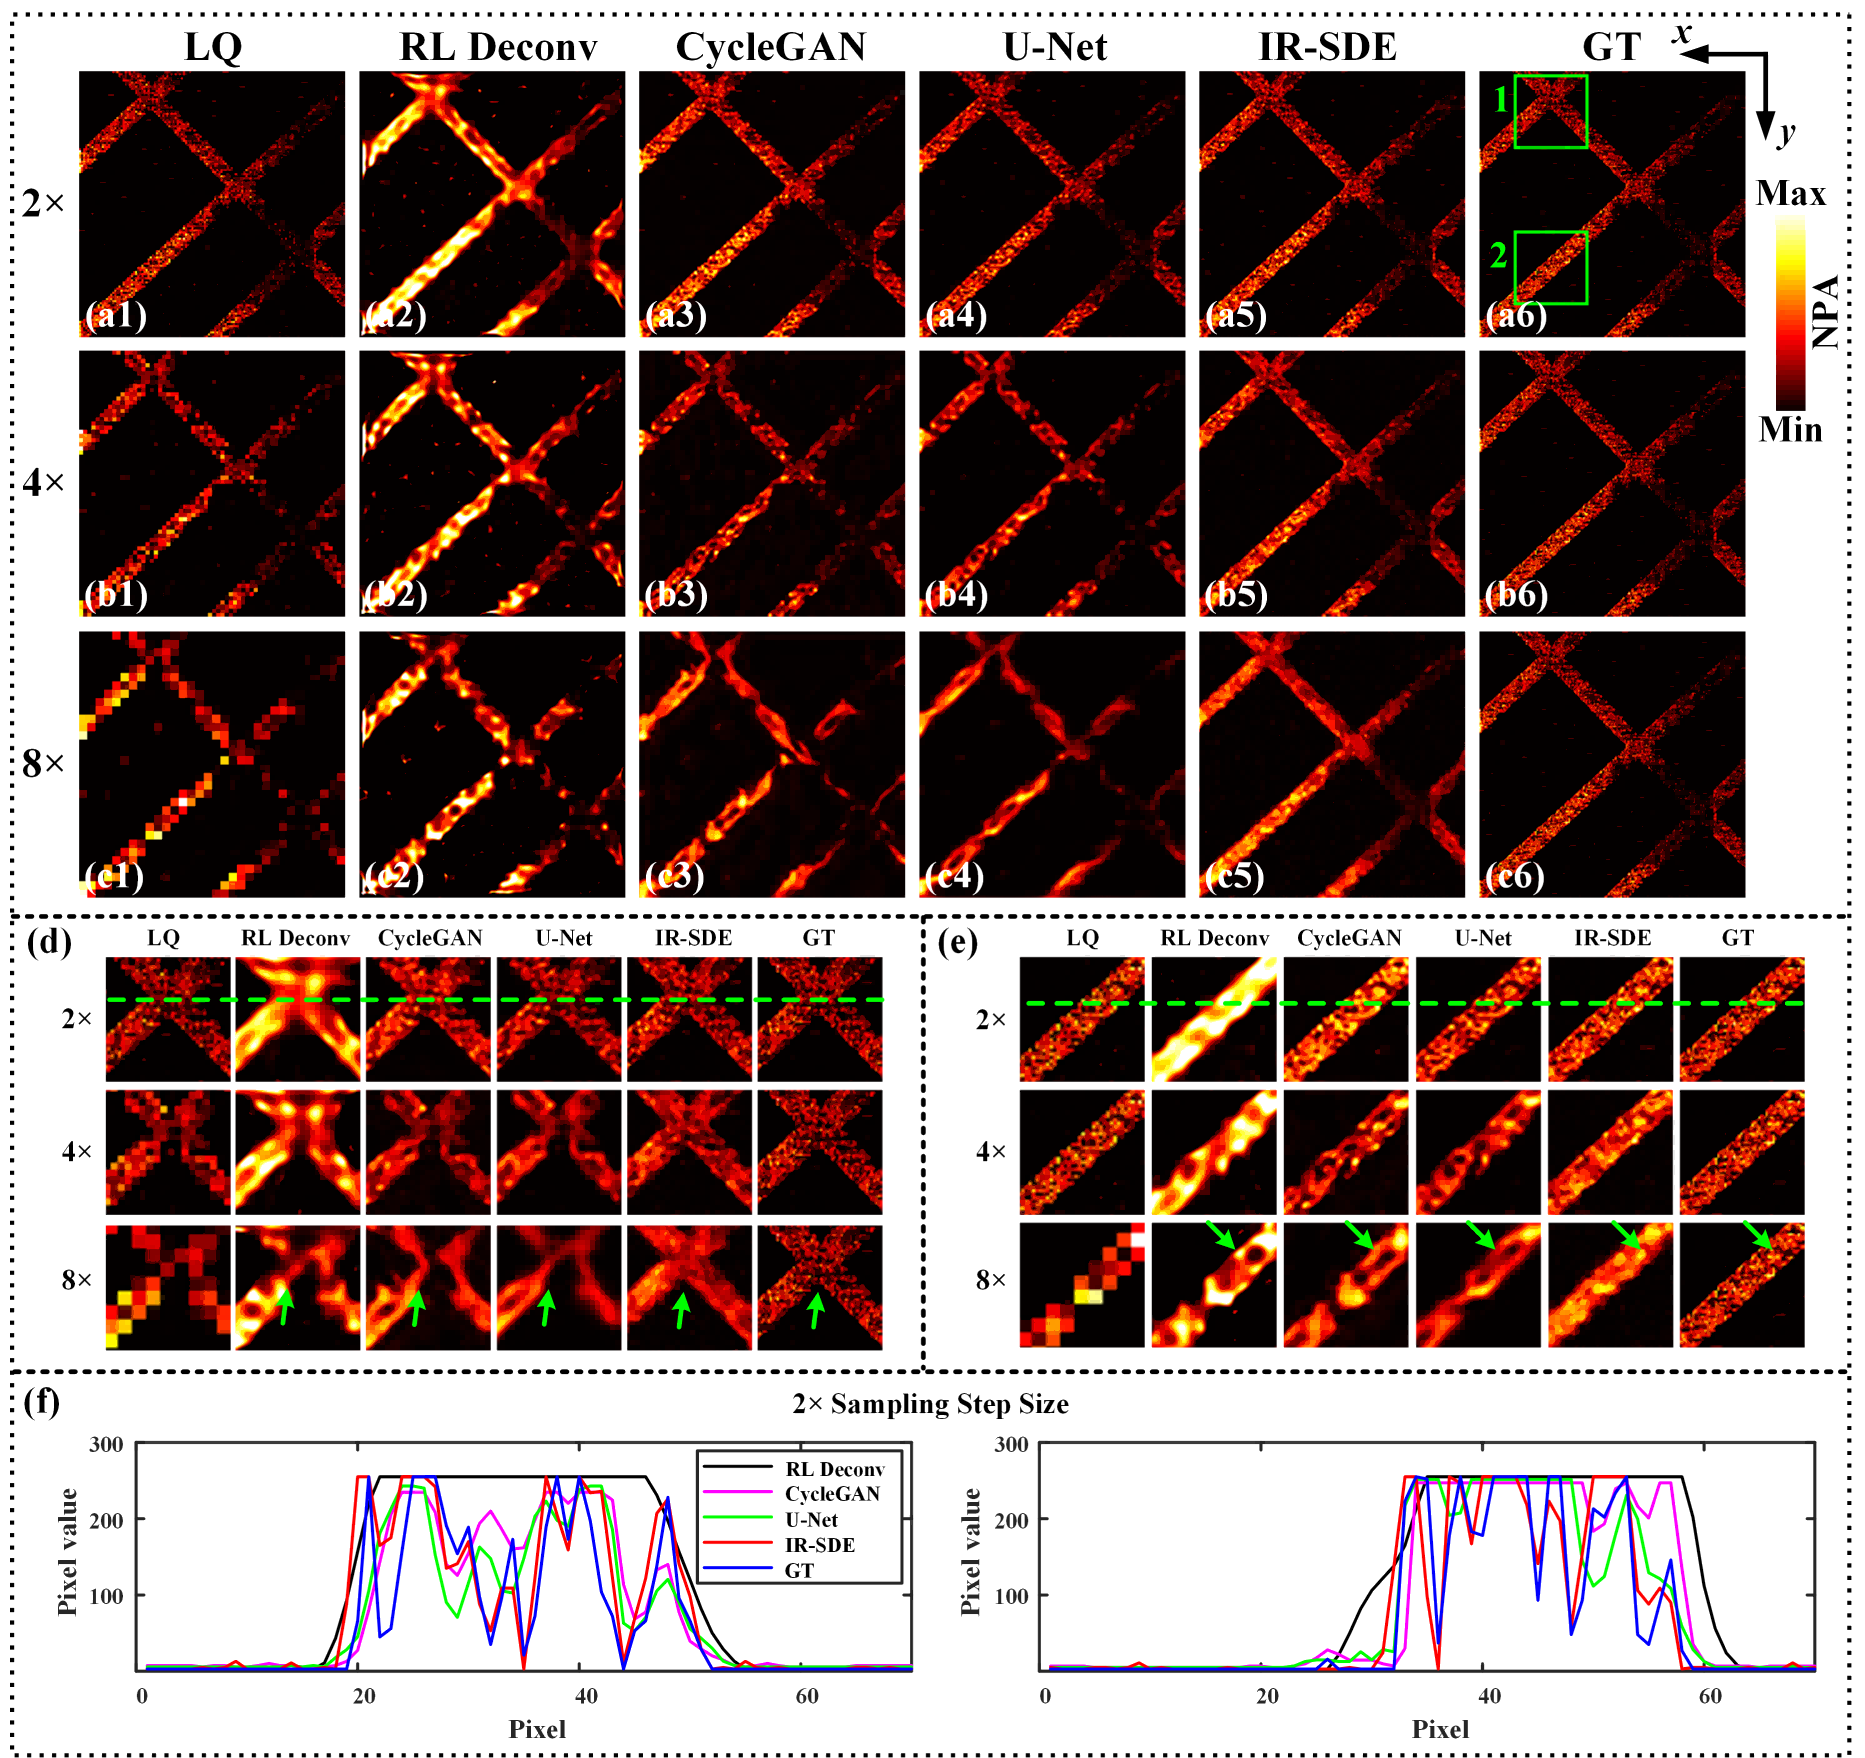 LQ RL Deconv CycleGAN U-Net IR-SDE GT x
y
1
2
2×
(a1) (a2) (a3) (a4) (a5) (a6)
Max
NPA
Min
4×
(b1) (b2) (b3) (b4) (b5) (b6)
8×
(c1) (c2) (c3) (c4) (c5) (c6)
(d) LQ RL Deconv CycleGAN U-Net IR-SDE GT
2×
4×
8×
(e) LQ RL Deconv CycleGAN U-Net IR-SDE GT
2×
4×
8×
(f) 2× Sampling Step Size
300
200
100
Pixel value
0 20 40 60
Pixel
RL Deconv
CycleGAN
U-Net
IR-SDE
GT
300
200
100
Pixel value
0 20 40 60
Pixel